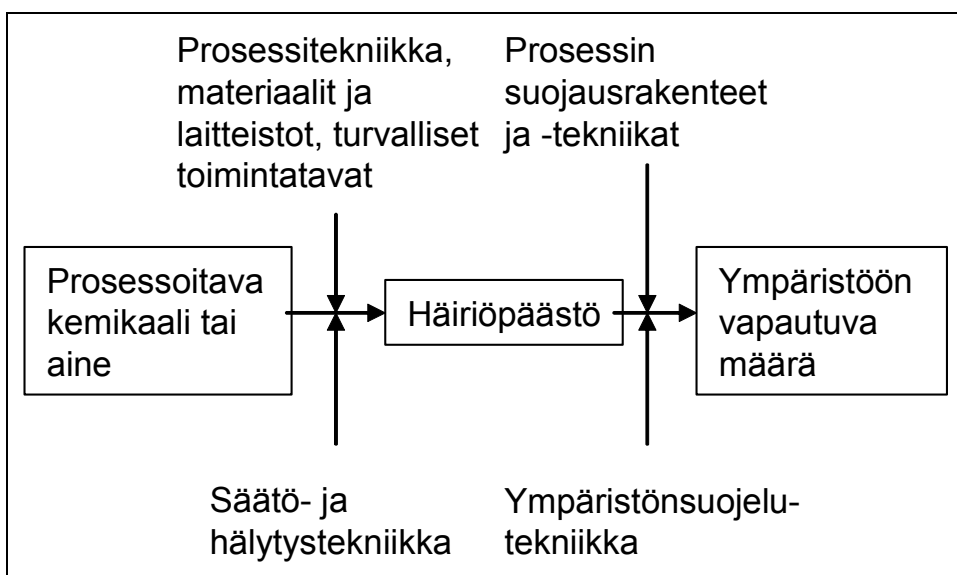 Prosessitekniikka,
materiaalit ja
laitteistot, turvalliset
toimintatavat
Prosessin
suojausrakenteet
ja -tekniikat
Prosessoitava
kemikaali tai
aine
Häiriöpäästö
Ympäristöön
vapautuva
määrä
Säätö- ja
hälytystekniikka
Ympäristönsuojelu-
tekniikka